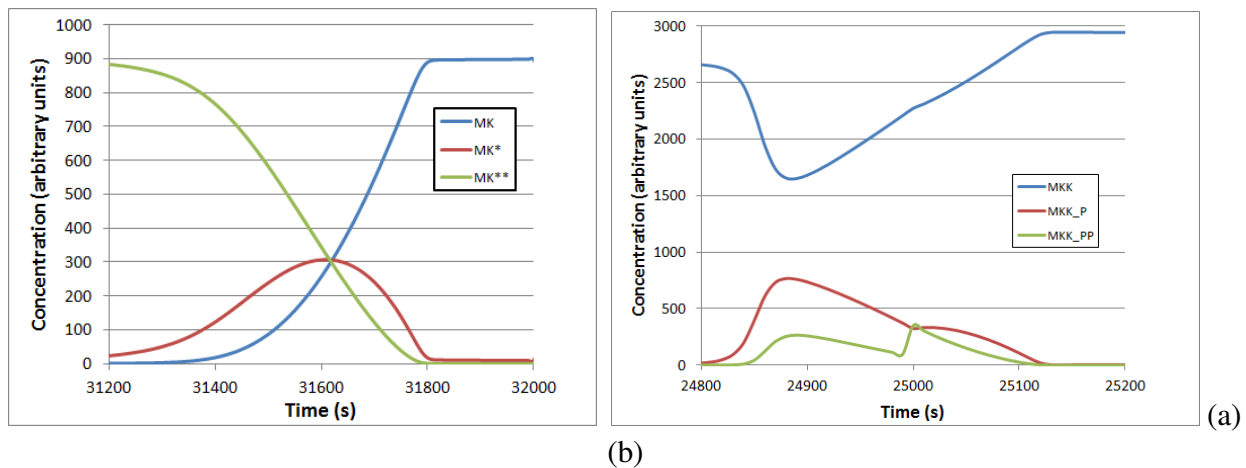 1000
900
800
700
600
500
400
300
200
100
0
Concentration (arbitrary units)
31200 31400 31600 31800 32000
Time (s)
MK
MK*
MK**
3000
2500
2000
1500
1000
500
0
Concentration (arbitrary units)
24800 24900 25000 25100 25200
Time (s)
MKK
MKK_P
MKK_PP
(a)
(b)